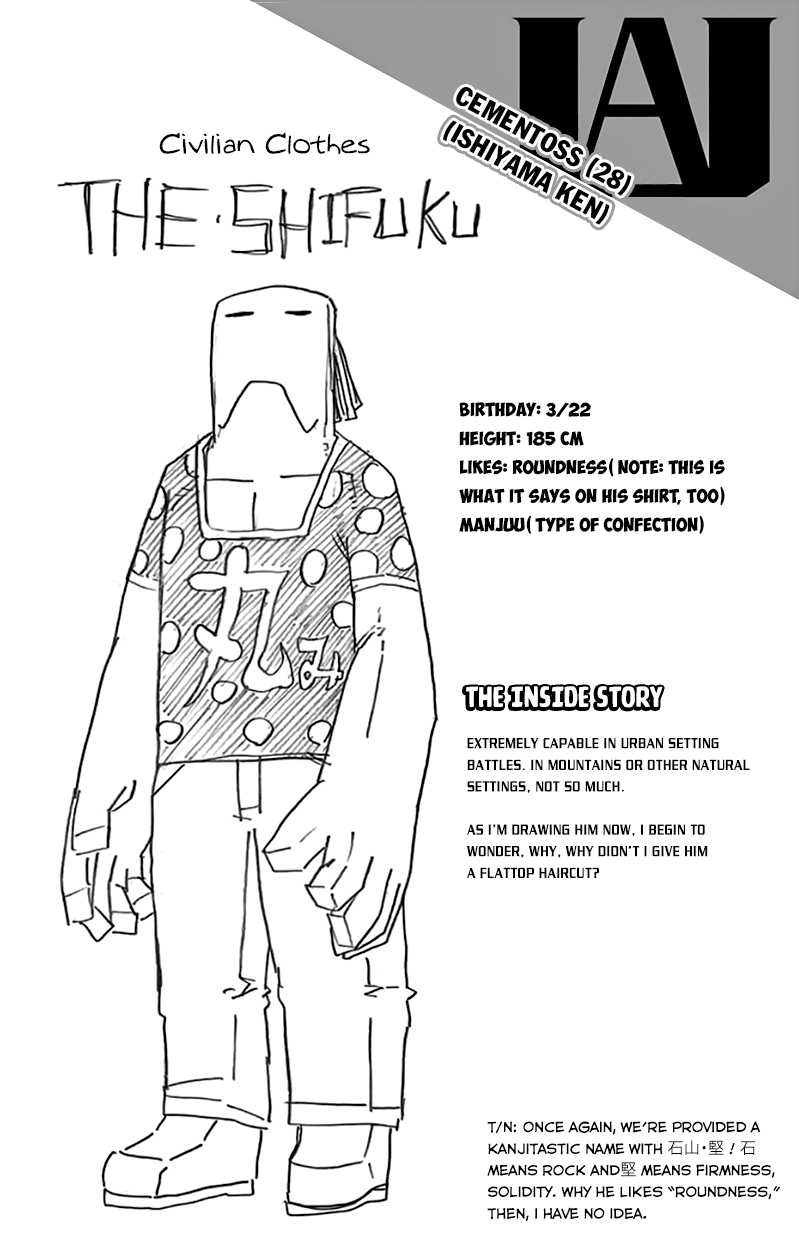 UA
CEMENTOSS (28)
(ISHIYAMA KEN)
Civilian Clothes
THE·SHIFUKU
BIRTHDAY: 3/22
HEIGHT: 185 CM
LIKES: ROUNDNESS( NOTE: THIS IS
WHAT IT SAYS ON HIS SHIRT, TOO)
MANJUU( TYPE OF CONFECTION)
丸み
THE INSIDE STORY
EXTREMELY CAPABLE IN URBAN SETTING
BATTLES. IN MOUNTAINS OR OTHER NATURAL
SETTINGS, NOT SO MUCH.
AS I'M DRAWING HIM NOW, I BEGIN TO
WONDER, WHY, WHY DIDN'T I GIVE HIM
A FLATTOP HAIRCUT?
T/N: ONCE AGAIN, WE'RE PROVIDED A
KANJITASTIC NAME WITH 石山・堅! 石
MEANS ROCK AND堅 MEANS FIRMNESS,
SOLIDITY. WHY HE LIKES "ROUNDNESS,"
THEN, I HAVE NO IDEA.